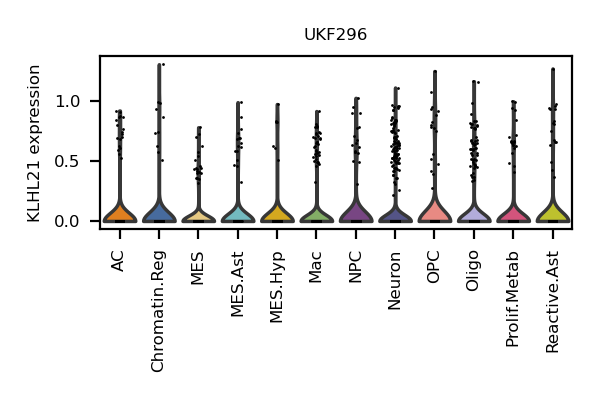 UKF296
KLHL21 expression
1.0
0.5
0.0
AC
Chromatin.Reg
MES
MES.Ast
MES.Hyp
Mac
NPC
Neuron
OPC
Oligo
Prolif.Metab
Reactive.Ast